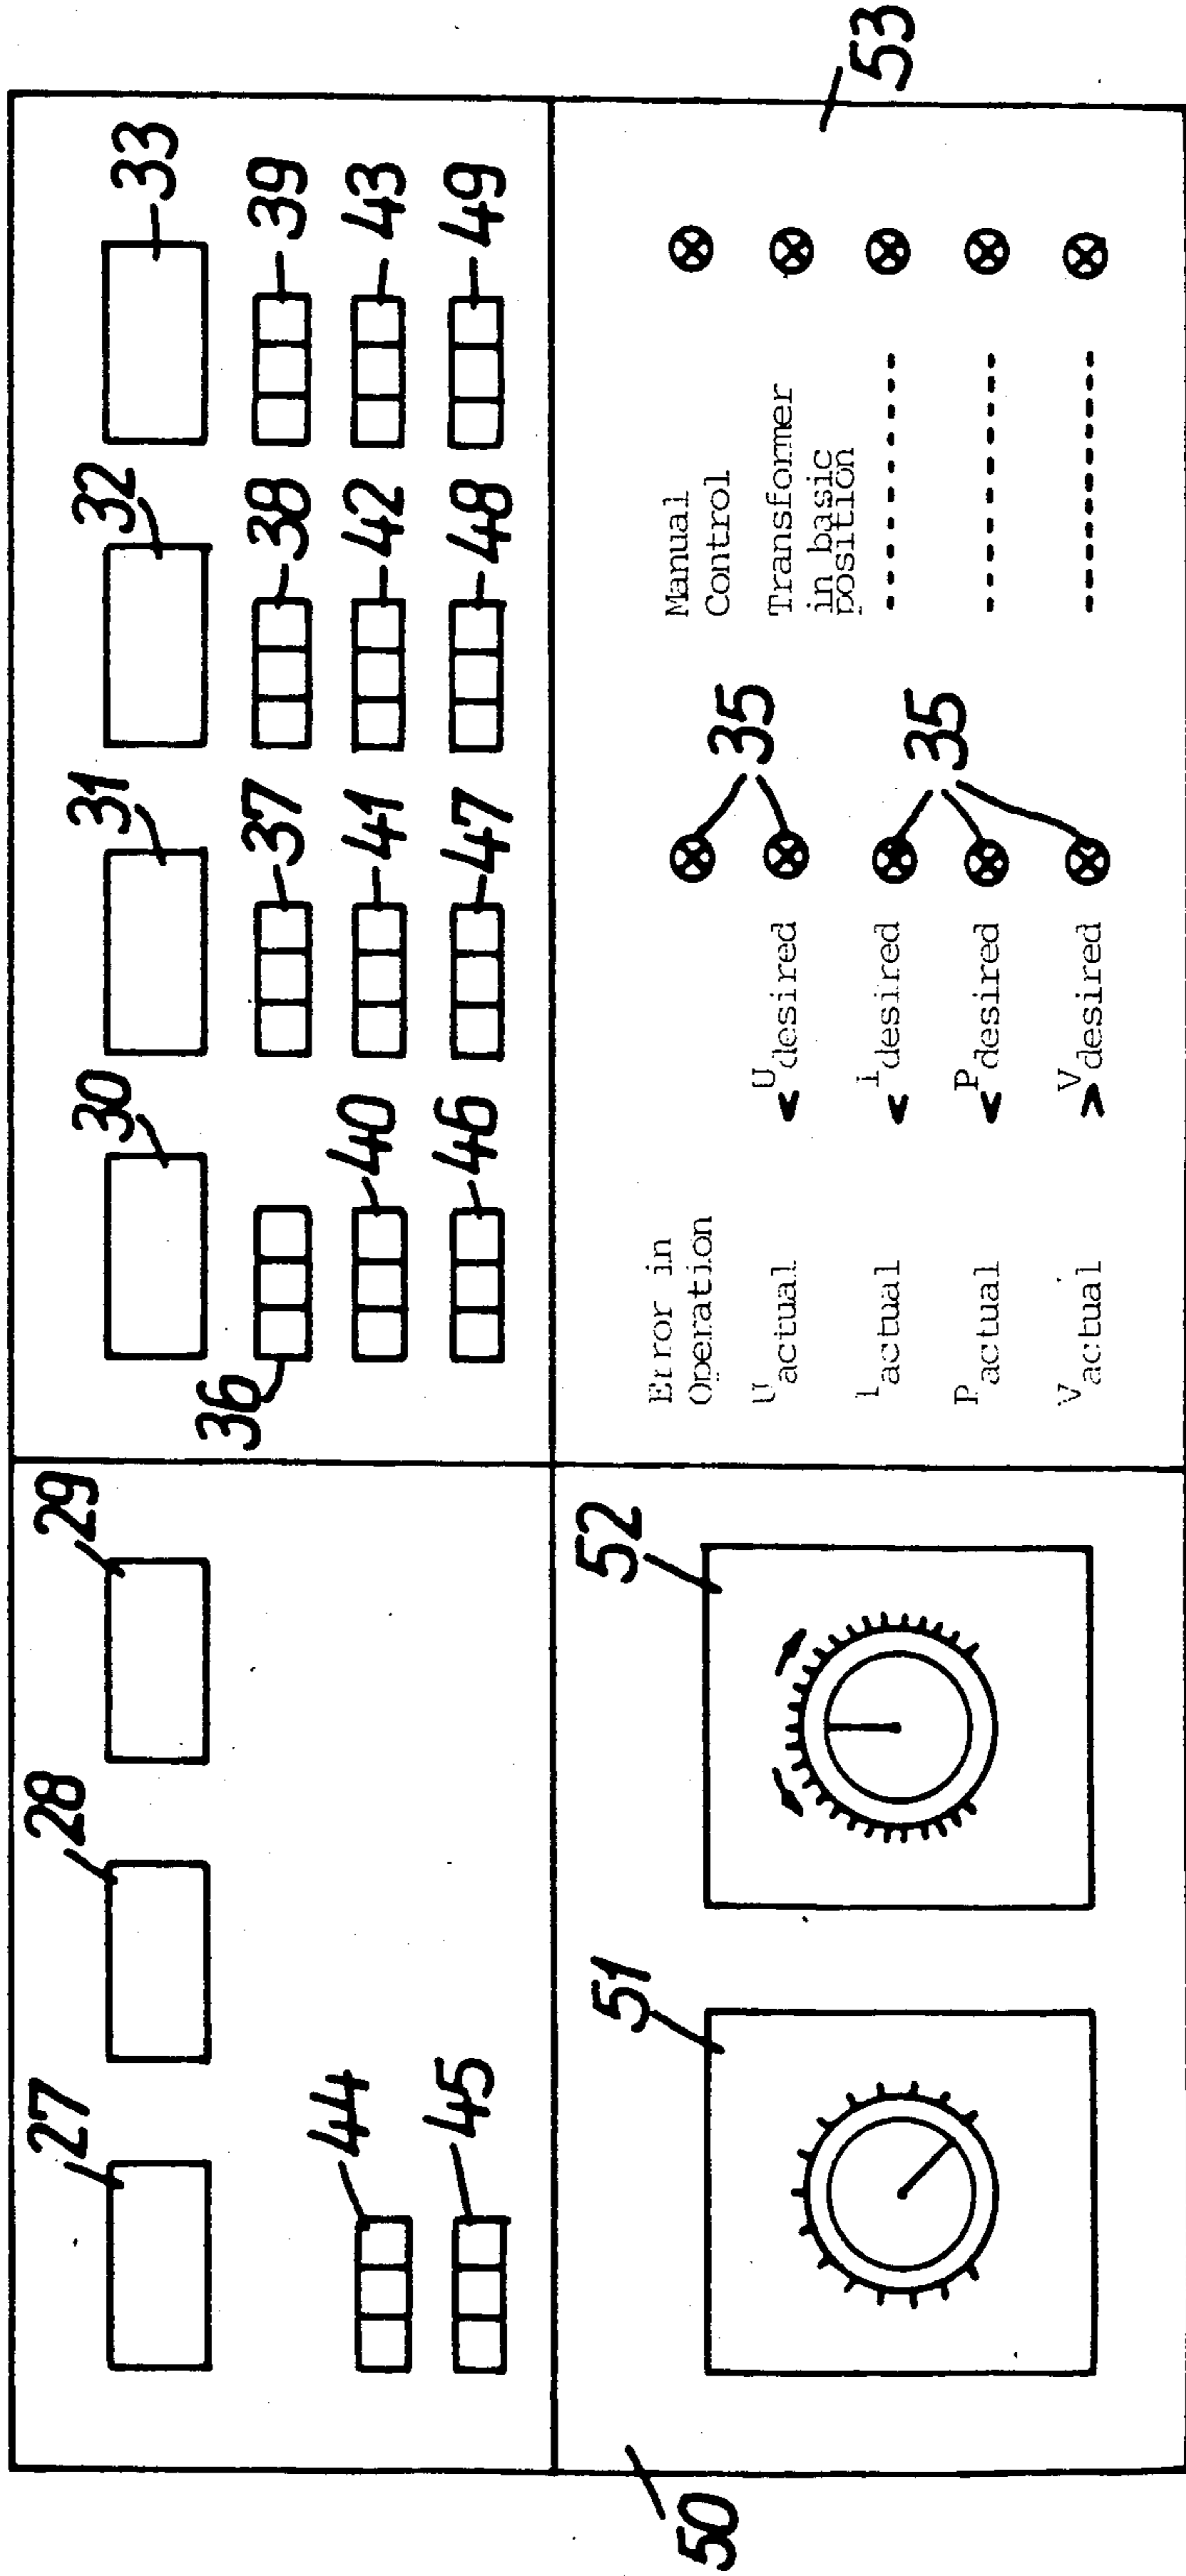 27 28 29 30 31 32 33
36 37 38 39
44 40 41 42 43
45 46 47 48 49
50 51 52 53
Error in
Operation
Manual
Control
35
U actual < U desired
Transformer
in basic
position
35
i actual < i desired ----------
P actual < P desired ----------
V actual > V desired ----------